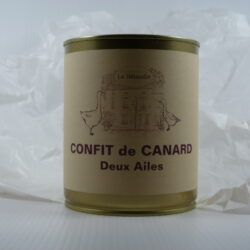 CONFIT de CANARD
Deux Ailes